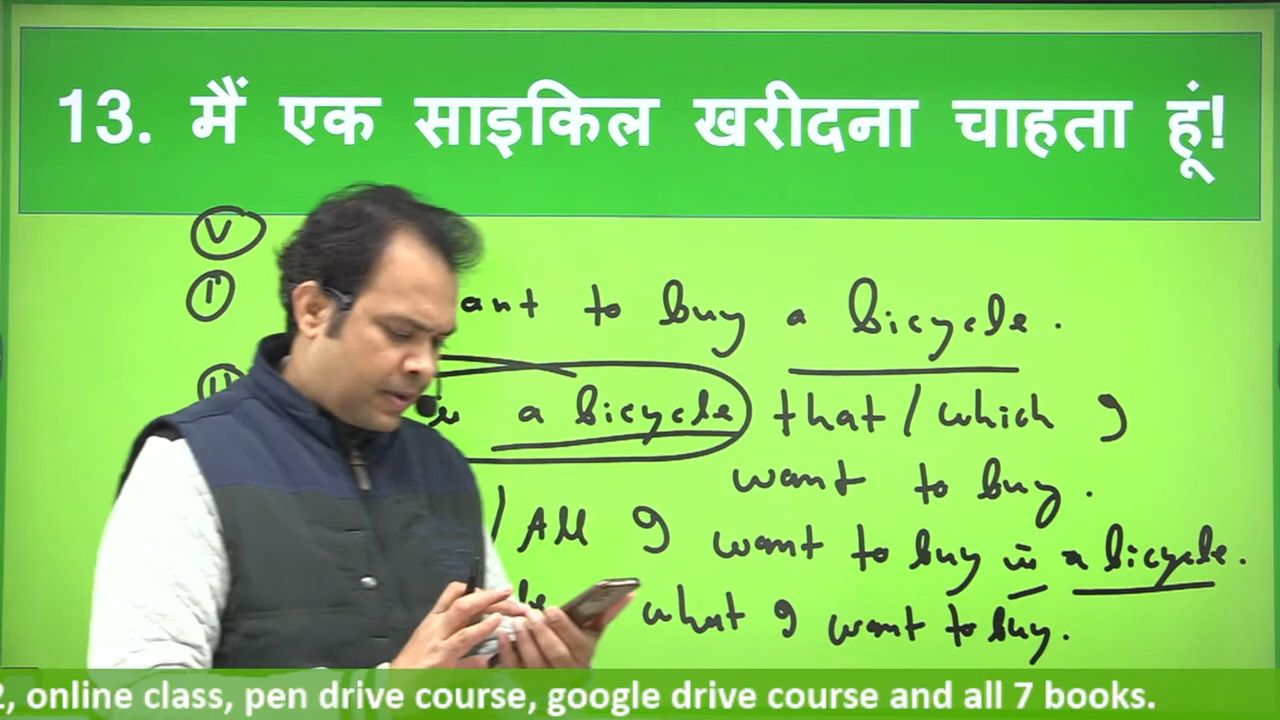 13. मैं एक साइकिल खरीदना चाहता हूं!
V
I
ant to buy a bicycle.
II
a bicycle) that / which I
want to buy.
/ All I want to buy is a bicycle.
what I want to buy.
2, online class, pen drive course, google drive course and all 7 books.